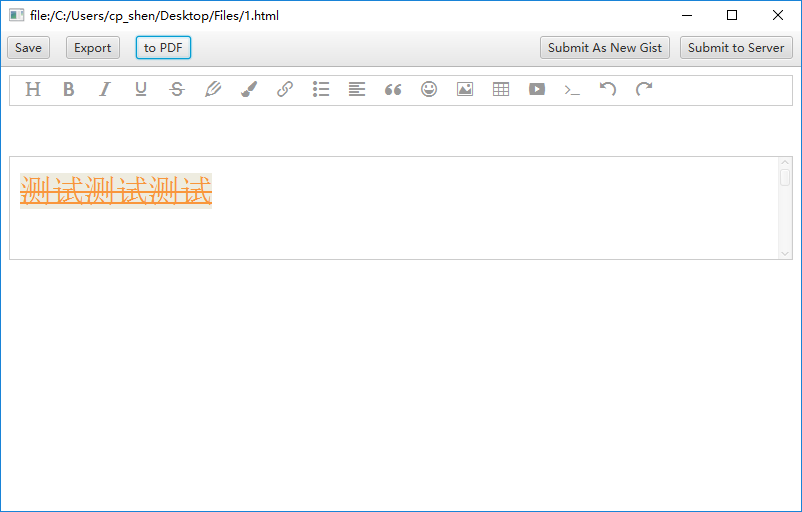 file:/C:/Users/cp_shen/Desktop/Files/1.html
Save Export to PDF Submit As New Gist Submit to Server
测试测试测试